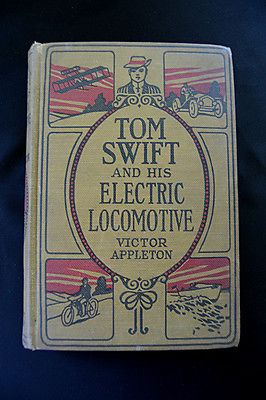 TOM
SWIFT
AND HIS
ELECTRIC
LOCOMOTIVE
VICTOR
APPLETON